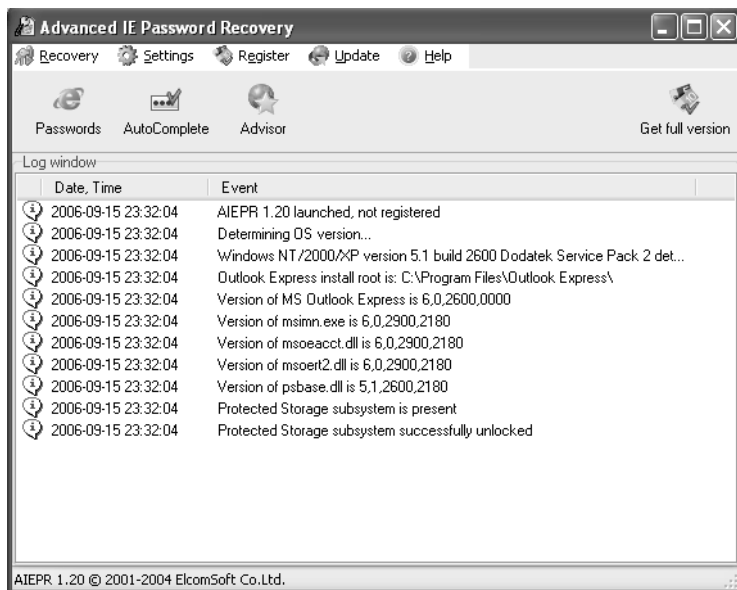 Advanced IE Password Recovery
Recovery Settings Register Update Help
Passwords AutoComplete Advisor Get full version
Log window
Date, Time Event
2006-09-15 23:32:04 AIEPR 1.20 launched, not registered
2006-09-15 23:32:04 Determining OS version...
2006-09-15 23:32:04 Windows NT/2000/XP version 5.1 build 2600 Dodatek Service Pack 2 det...
2006-09-15 23:32:04 Outlook Express install root is: C:\Program Files\Outlook Express\
2006-09-15 23:32:04 Version of MS Outlook Express is 6,0,2600,0000
2006-09-15 23:32:04 Version of msimn.exe is 6,0,2900,2180
2006-09-15 23:32:04 Version of msoeacct.dll is 6,0,2900,2180
2006-09-15 23:32:04 Version of msoert2.dll is 6,0,2900,2180
2006-09-15 23:32:04 Version of psbase.dll is 5,1,2600,2180
2006-09-15 23:32:04 Protected Storage subsystem is present
2006-09-15 23:32:04 Protected Storage subsystem successfully unlocked
AIEPR 1.20 © 2001-2004 ElcomSoft Co.Ltd.